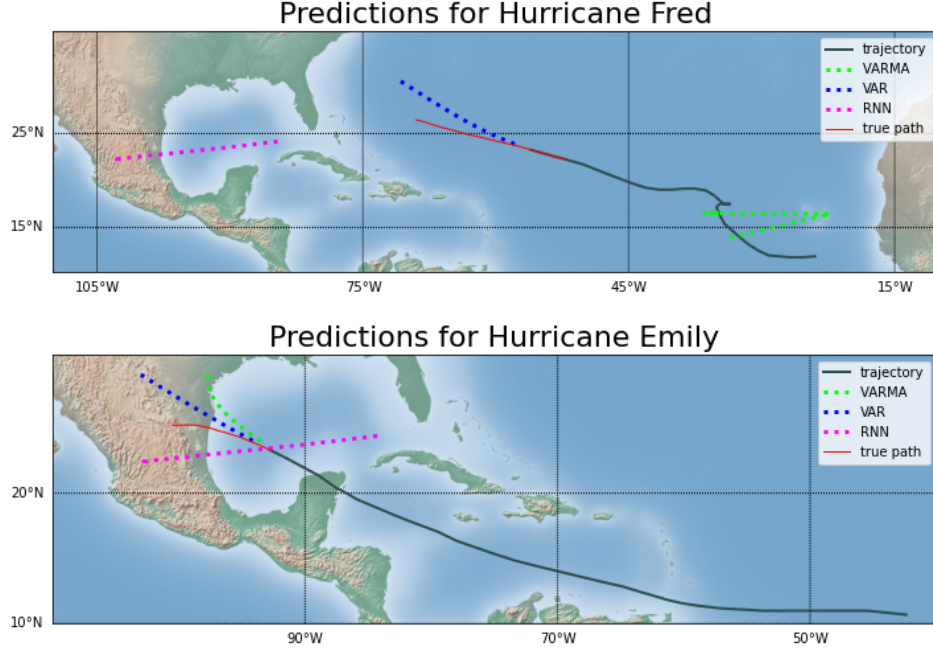 Predictions for Hurricane Fred
trajectory
VARMA
VAR
RNN
true path
25°N
15°N
105°W 75°W 45°W 15°W
Predictions for Hurricane Emily
trajectory
VARMA
VAR
RNN
true path
20°N
10°N
90°W 70°W 50°W